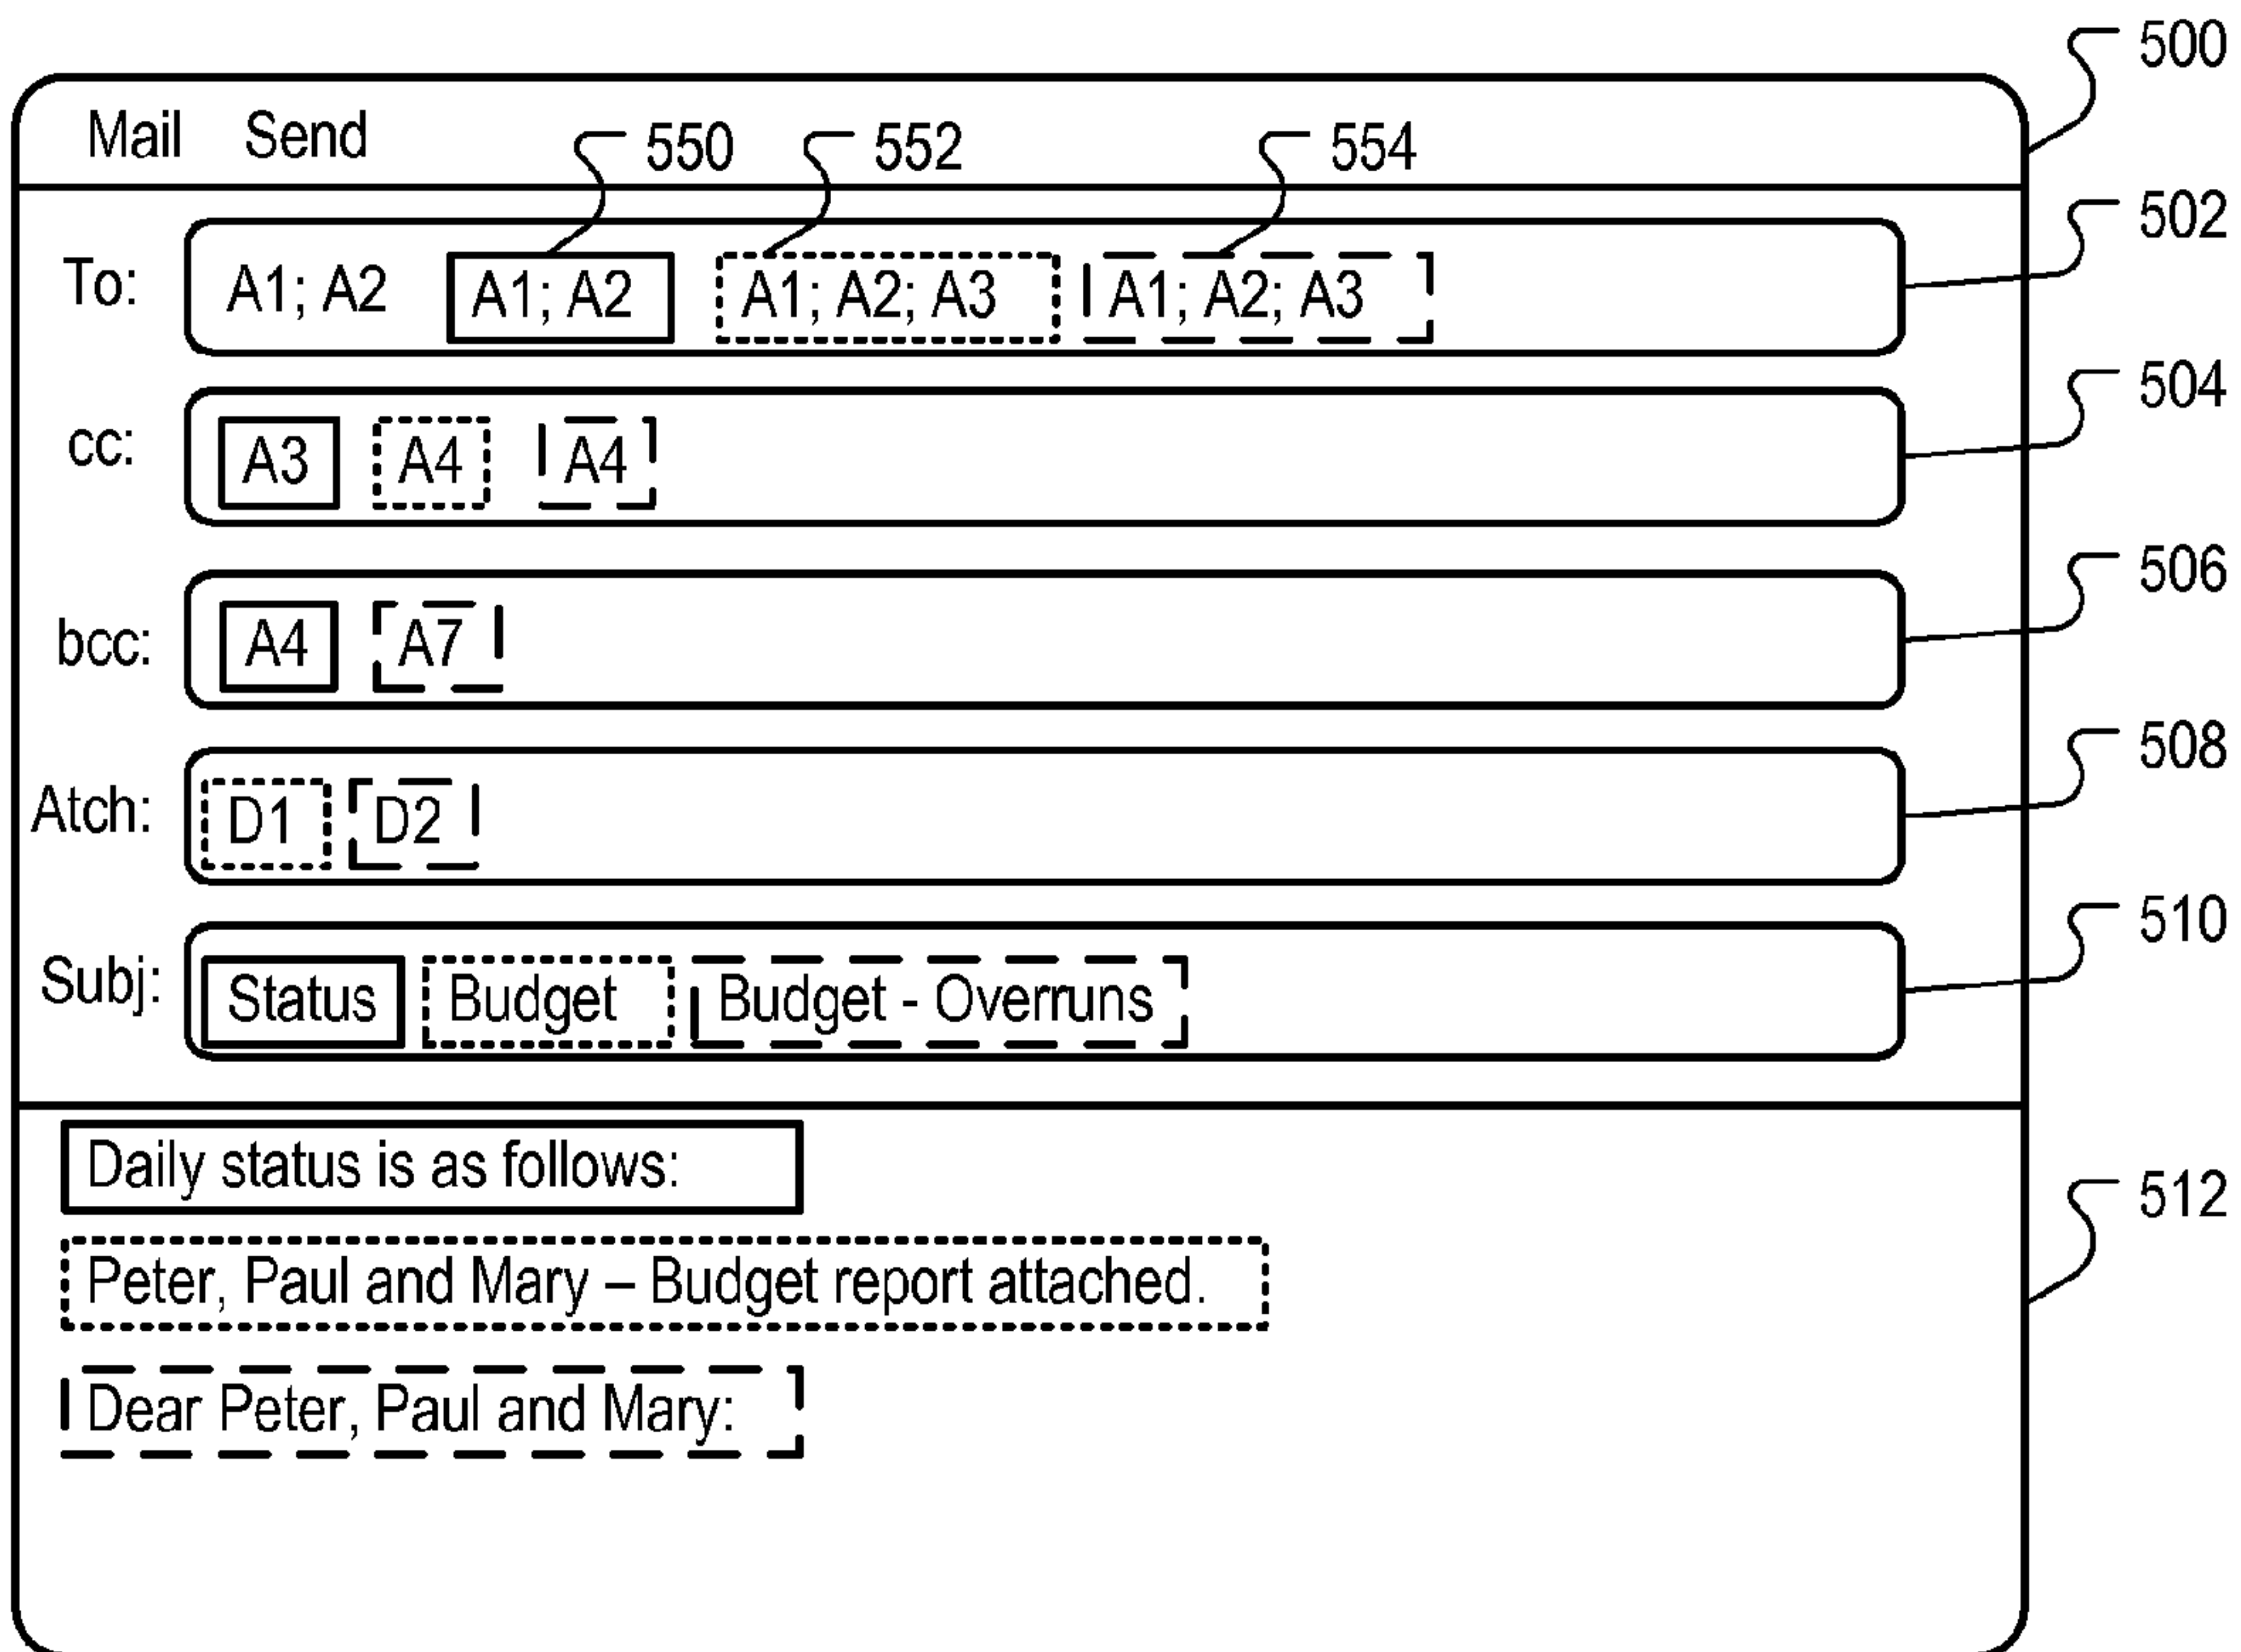 500
Mail Send 550 552 554
502
To: A1; A2 A1; A2 A1; A2; A3 A1; A2; A3
504
cc: A3 A4 A4
506
bcc: A4 A7
508
Atch: D1 D2
510
Subj: Status Budget Budget - Overruns
Daily status is as follows:
512
Peter, Paul and Mary – Budget report attached.
Dear Peter, Paul and Mary: